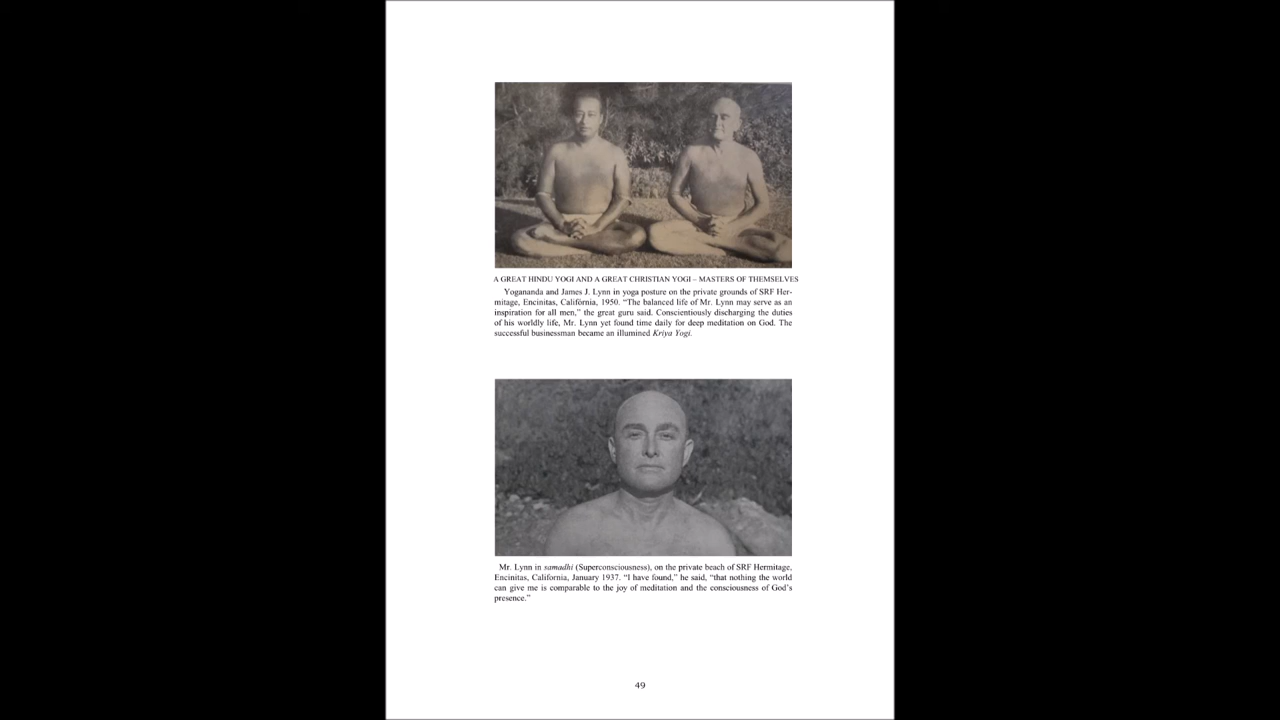 A GREAT HINDU YOGI AND A GREAT CHRISTIAN YOGI – MASTERS OF THEMSELVES
Yogananda and James J. Lynn in yoga posture on the private grounds of SRF Her-
mitage, Encinitas, California, 1950. “The balanced life of Mr. Lynn may serve as an
inspiration for all men,” the great guru said. Conscientiously discharging the duties
of his worldly life, Mr. Lynn yet found time daily for deep meditation on God. The
successful businessman became an illumined Kriya Yogi.
Mr. Lynn in samadhi (Superconsciousness), on the private beach of SRF Hermitage,
Encinitas, California, January 1937. “I have found,” he said, “that nothing the world
can give me is comparable to the joy of meditation and the consciousness of God’s
presence.”
49